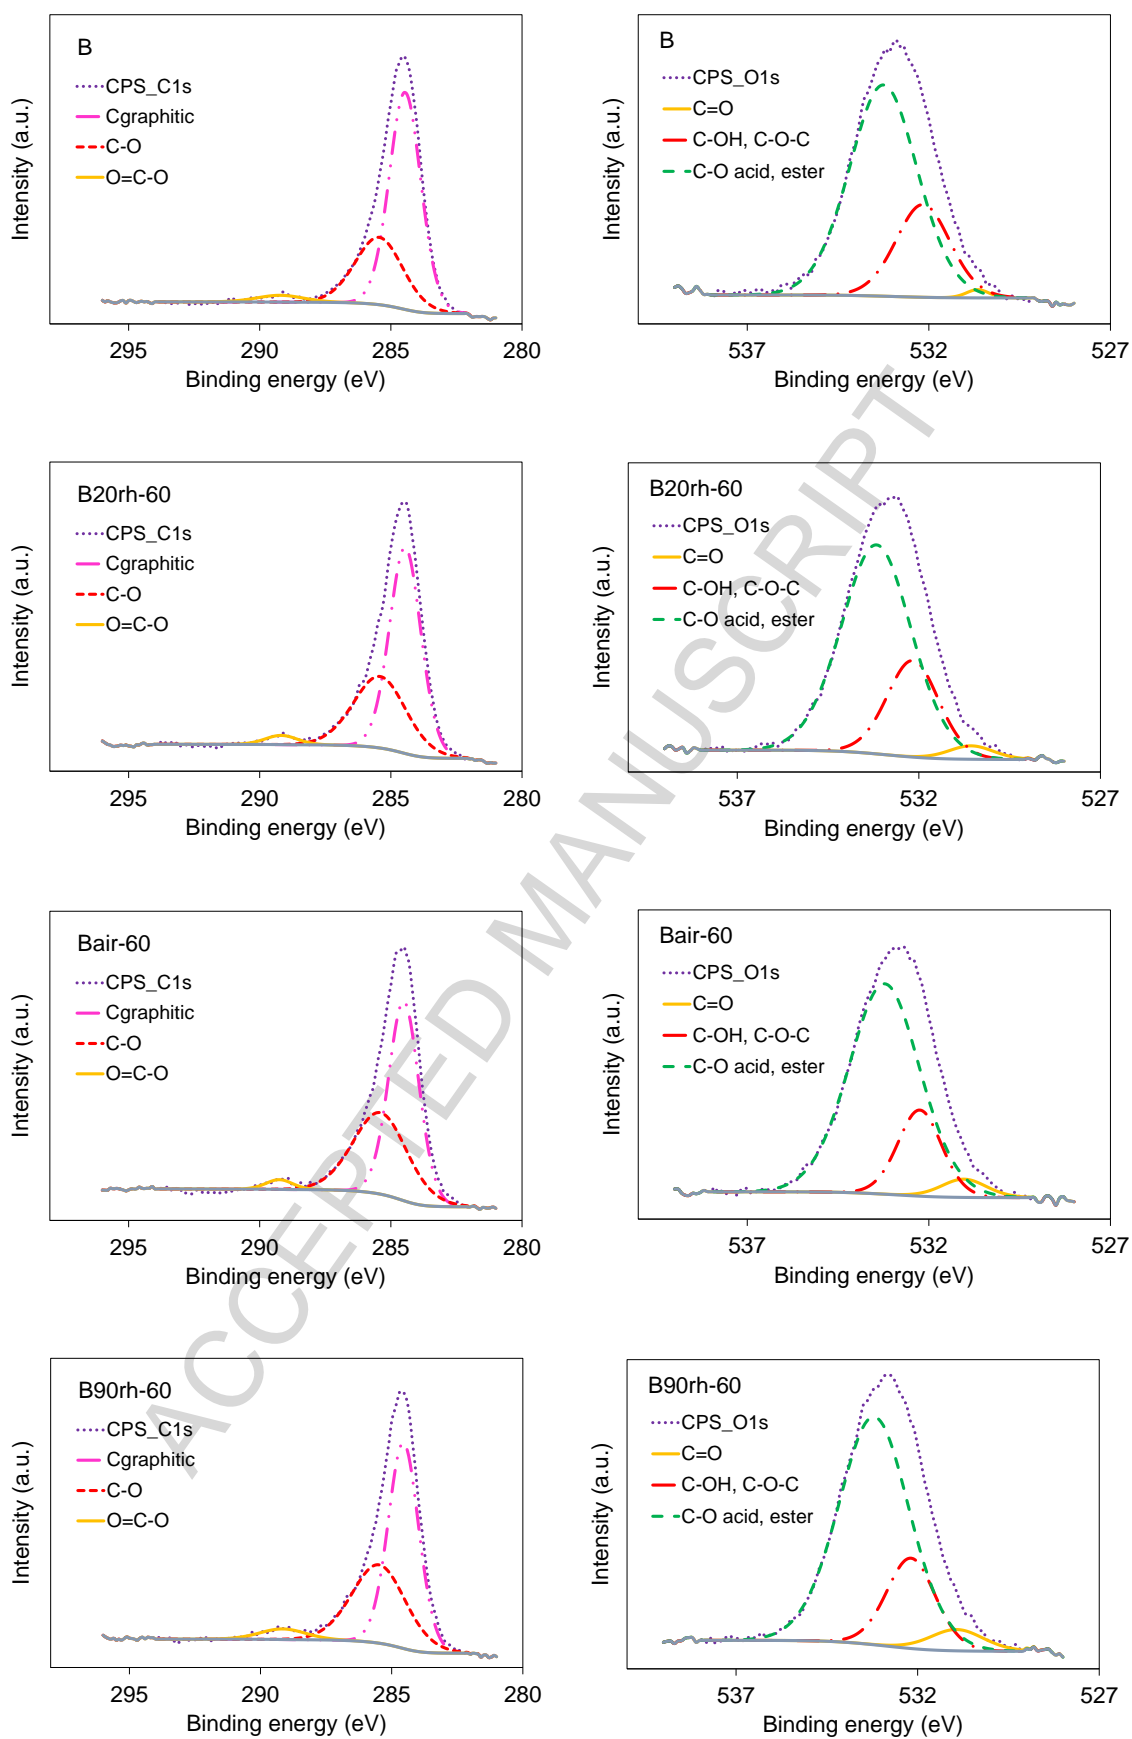 B
CPS_C1s
Cgraphitic
C-O
O=C-O
Intensity (a.u.)
295 290 285 280
Binding energy (eV)
B
CPS_O1s
C=O
C-OH, C-O-C
C-O acid, ester
Intensity (a.u.)
537 532 527
Binding energy (eV)
B20rh-60
CPS_C1s
Cgraphitic
C-O
O=C-O
Intensity (a.u.)
295 290 285 280
Binding energy (eV)
B20rh-60
CPS_O1s
C=O
C-OH, C-O-C
C-O acid, ester
Intensity (a.u.)
537 532 527
Binding energy (eV)
Bair-60
CPS_C1s
Cgraphitic
C-O
O=C-O
Intensity (a.u.)
295 290 285 280
Binding energy (eV)
Bair-60
CPS_O1s
C=O
C-OH, C-O-C
C-O acid, ester
Intensity (a.u.)
537 532 527
Binding energy (eV)
B90rh-60
CPS_C1s
Cgraphitic
C-O
O=C-O
Intensity (a.u.)
295 290 285 280
Binding energy (eV)
B90rh-60
CPS_O1s
C=O
C-OH, C-O-C
C-O acid, ester
Intensity (a.u.)
537 532 527
Binding energy (eV)
ACCEPTED MANUSCRIPT